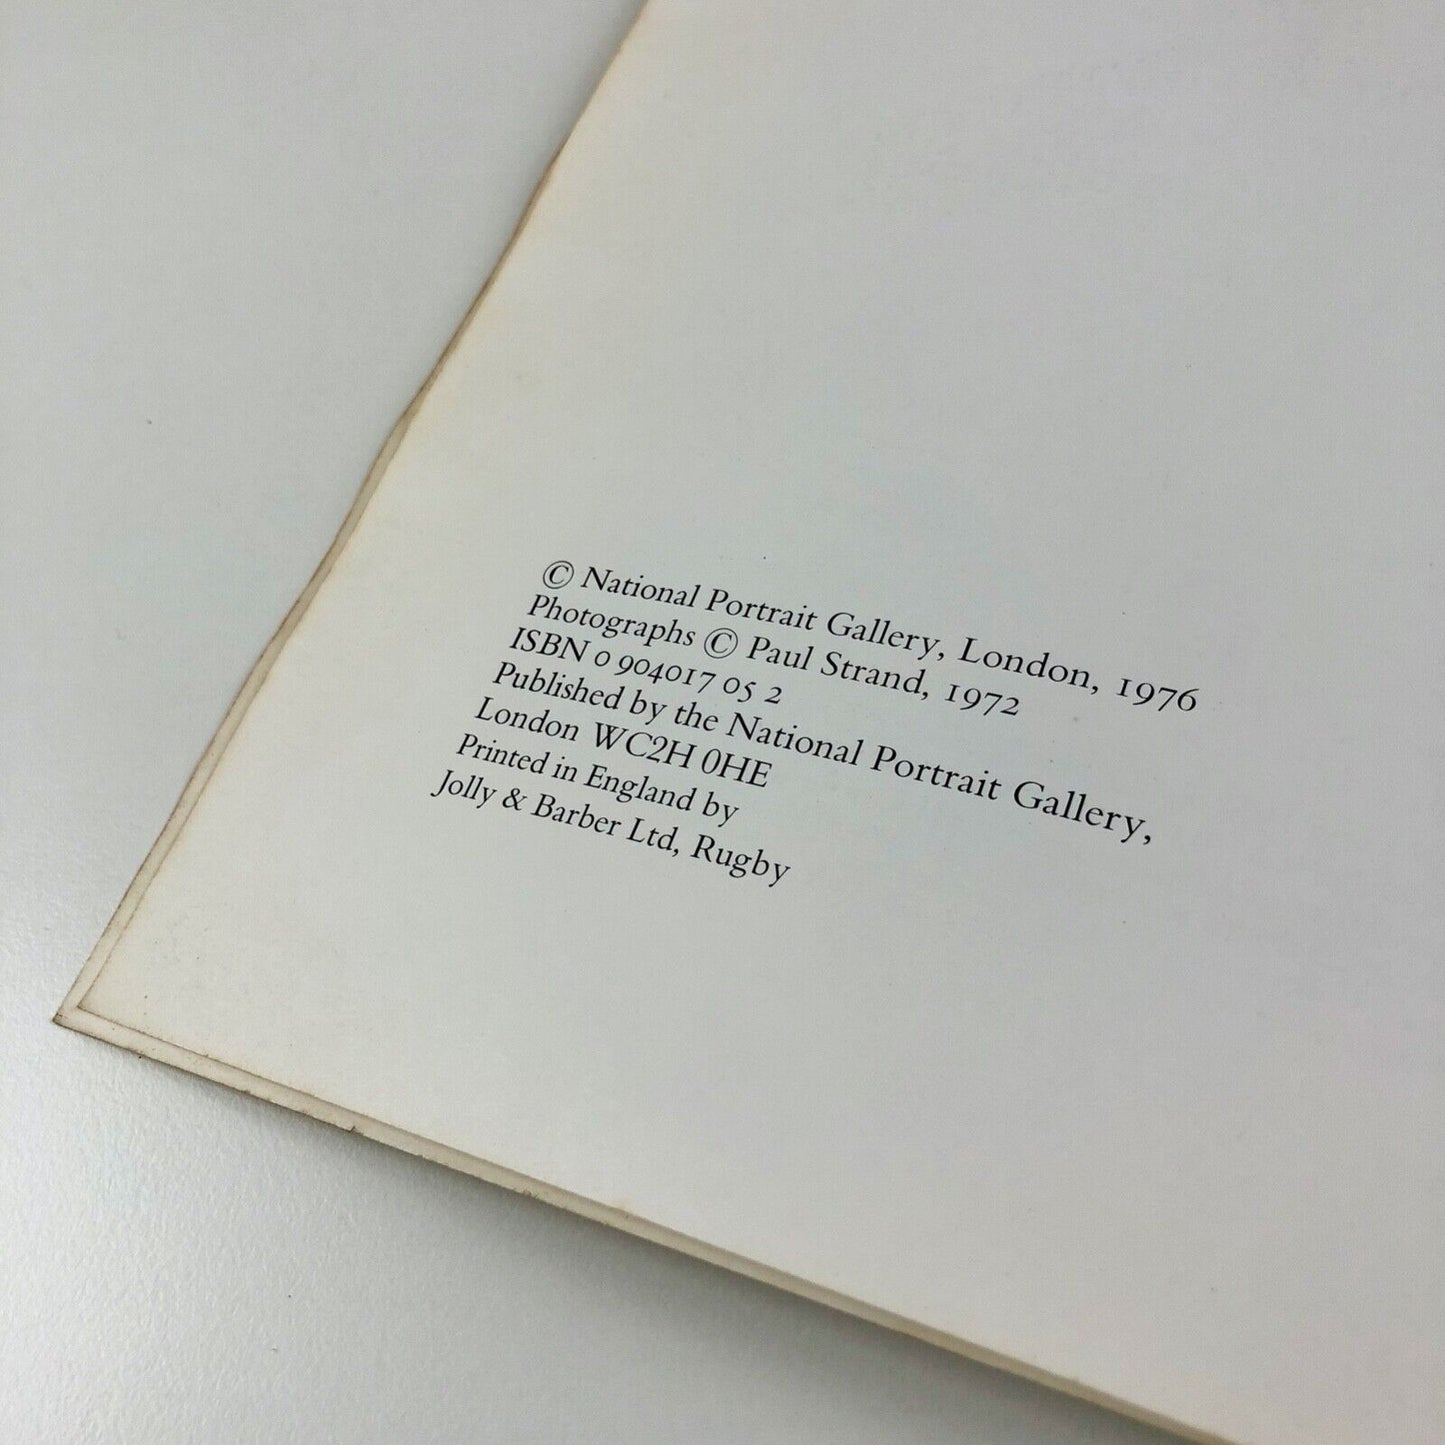 © National Portrait Gallery, London, 1976
Photographs © Paul Strand, 1972
ISBN 0 904017 05 2
Published by the National Portrait Gallery,
London WC2H 0HE
Printed in England by
Jolly & Barber Ltd, Rugby